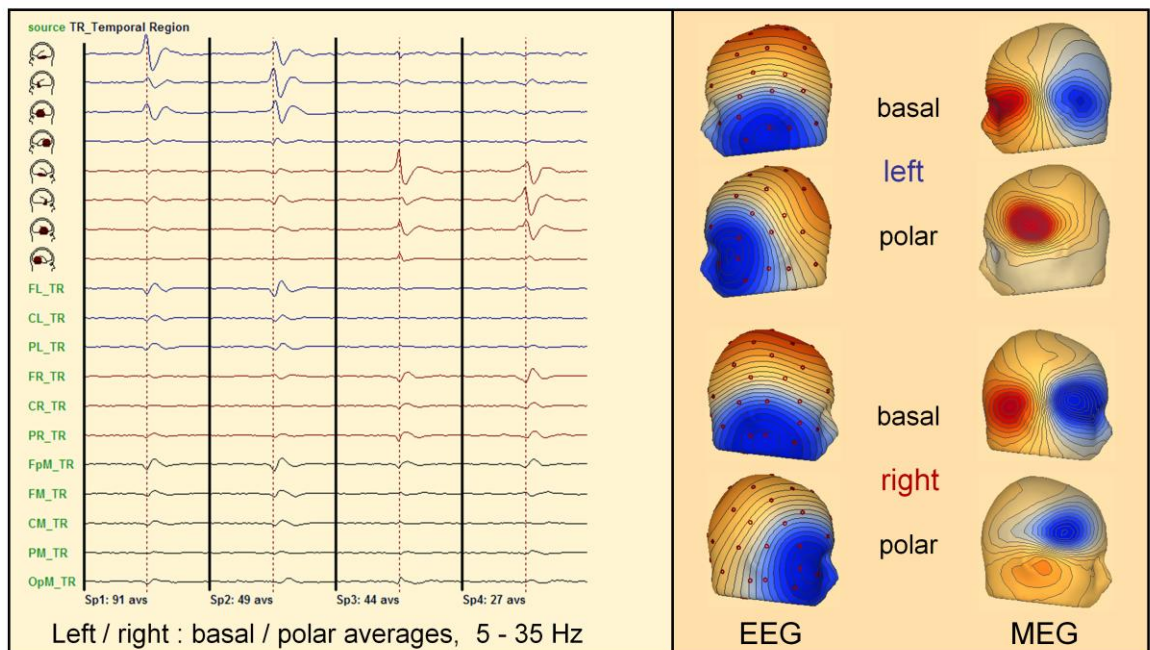 source TR_Temporal Region
FL_TR
CL_TR
PL_TR
FR_TR
CR_TR
PR_TR
FpM_TR
FM_TR
CM_TR
PM_TR
OpM_TR
Sp1: 91 avs Sp2: 49 avs Sp3: 44 avs Sp4: 27 avs
Left / right : basal / polar averages, 5 - 35 Hz
basal
left
polar
basal
right
polar
EEG MEG